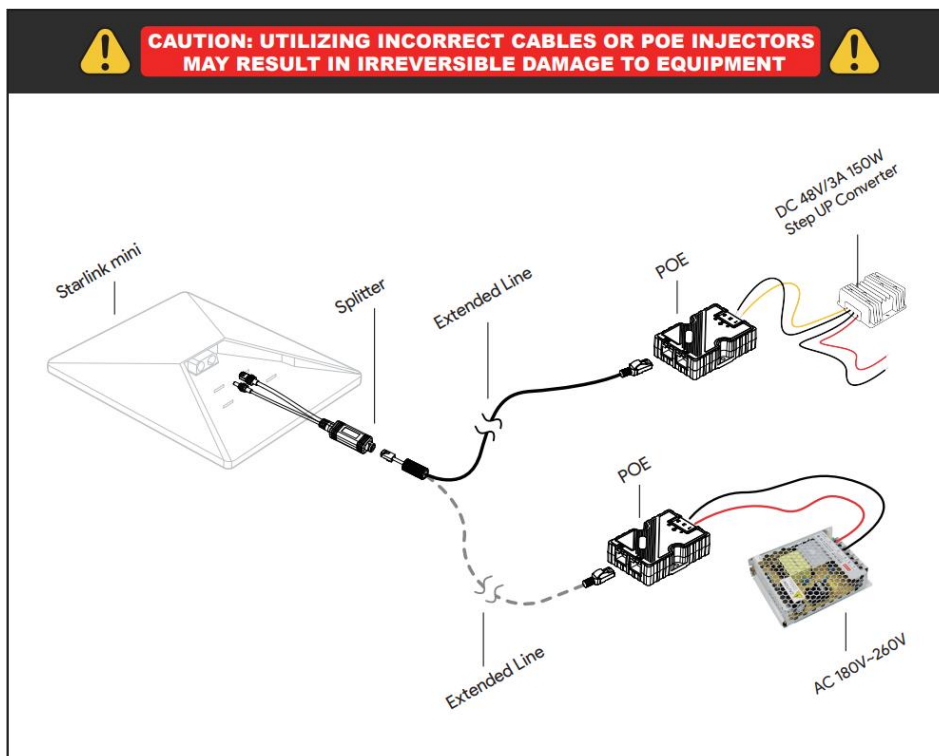 CAUTION: UTILIZING INCORRECT CABLES OR POE INJECTORS
MAY RESULT IN IRREVERSIBLE DAMAGE TO EQUIPMENT
DC 48V/3A 150W
Step UP Converter
POE
Extended Line
Splitter
Starlink mini
POE
Extended Line
AC 180V~260V